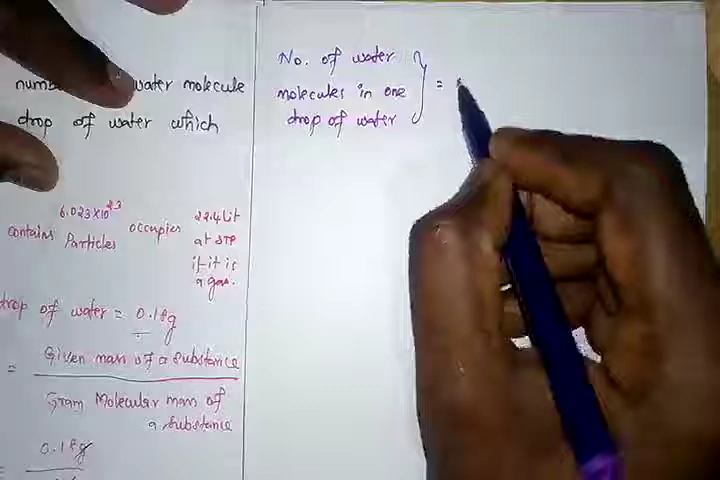 water molecule
drop of water which
6.023×10²³ 22.4 lit
contains Particles occupies at STP
if it is
a gas.
drop of water = 0.18g
= Given mass of a substance
Gram Molecular mass of
a substance
0.18g
No. of water
molecules in one
drop of water
=